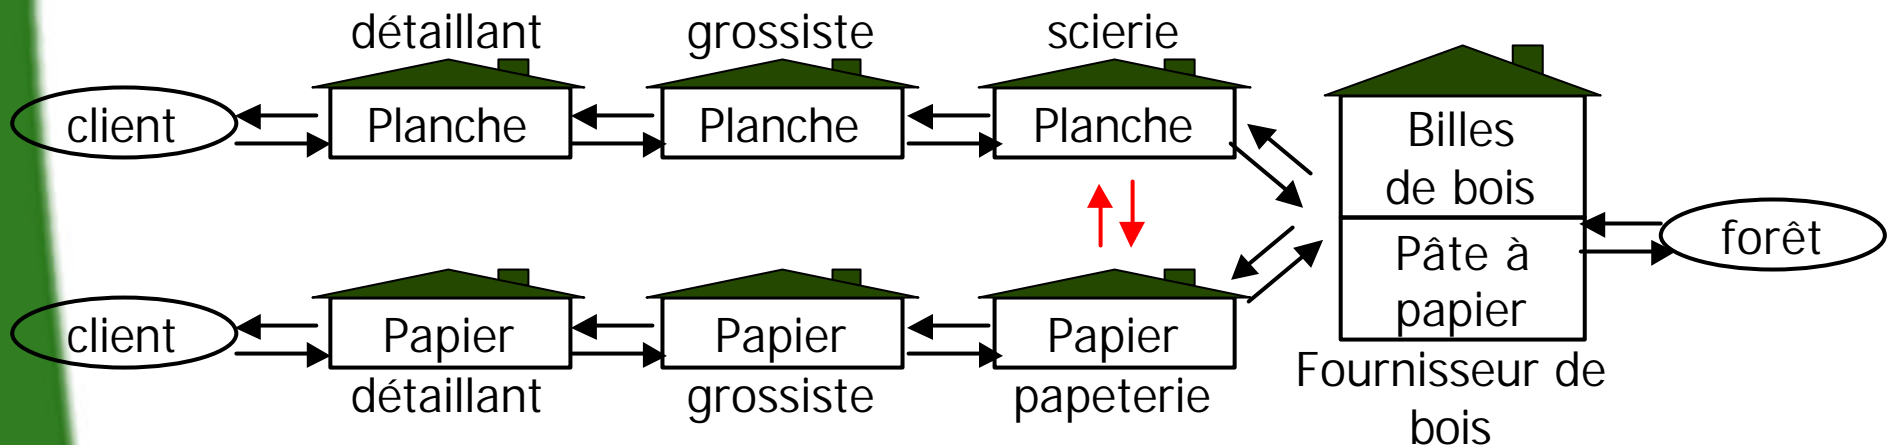 détaillant grossiste scierie
client Planche Planche Planche
Billes
de bois
Pâte à
papier
forêt
client Papier Papier Papier
détaillant grossiste papeterie
Fournisseur de
bois